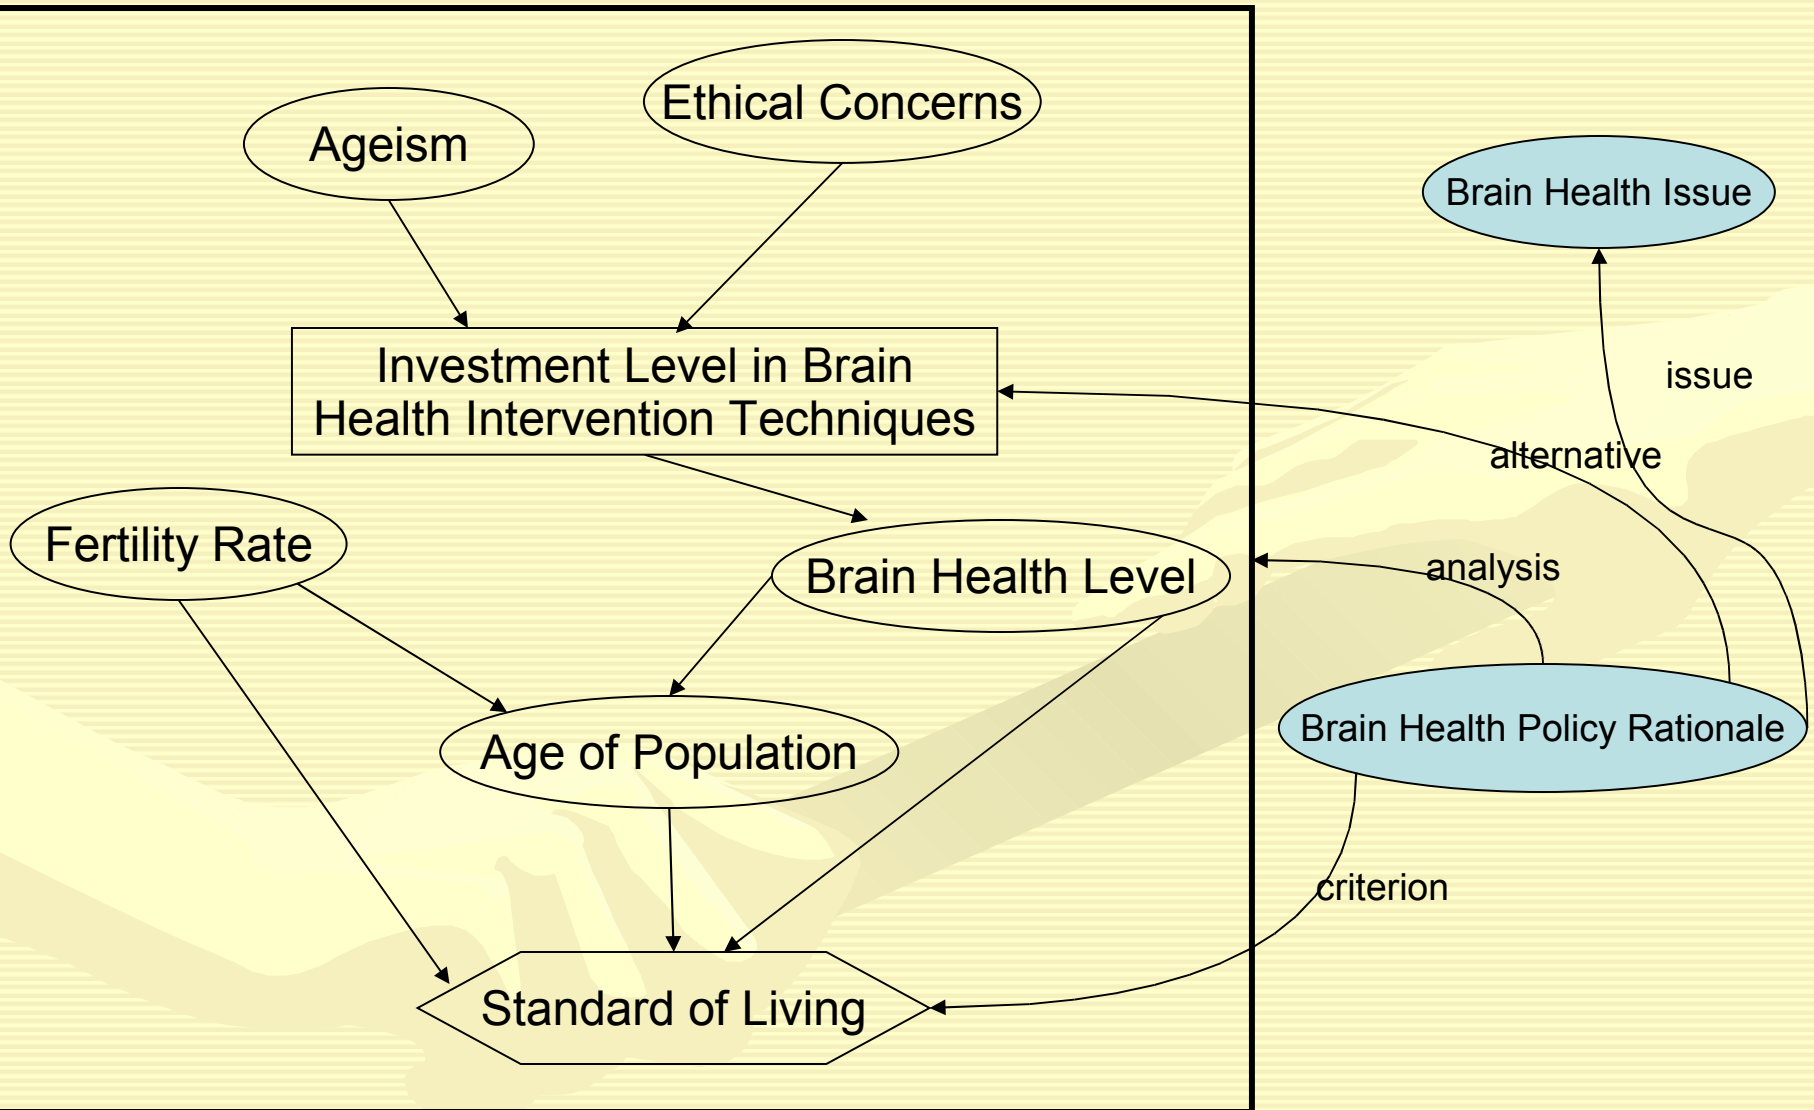 Ethical Concerns
Ageism
Brain Health Issue
Investment Level in Brain
Health Intervention Techniques
issue
alternative
Fertility Rate
Brain Health Level
analysis
Age of Population
Brain Health Policy Rationale
criterion
Standard of Living